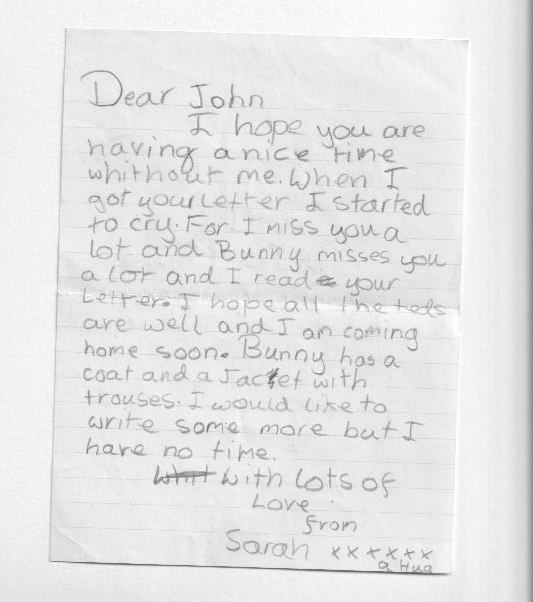 Dear John
I hope you are
having a nice time
whithout me. When I
got your letter I started
to cry. For I miss you a
lot and Bunny misses you
a lot and I read your
letter. I hope all the teds
are well and I am coming
home soon. Bunny has a
coat and a Jacket with
trouses. I would like to
write some more but I
have no time.
With lots of
Love
from
Sarah xxxxxx
a Hug